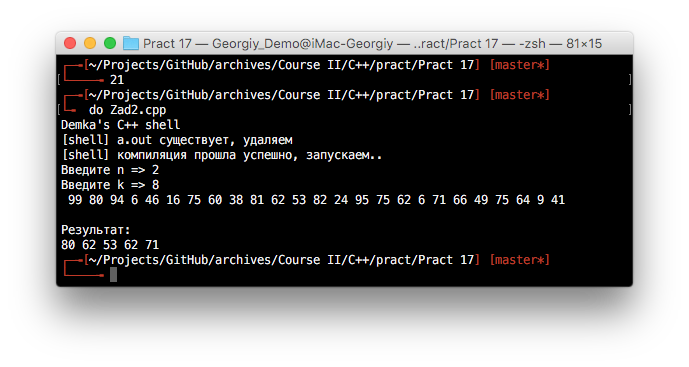 Pract 17 — Georgiy_Demo@iMac-Georgiy — ..ract/Pract 17 — -zsh — 81×15
[~/Projects/GitHub/archives/Course II/C++/pract/Pract 17] [master*]
21
[~/Projects/GitHub/archives/Course II/C++/pract/Pract 17] [master*]
do Zad2.cpp
Demka's C++ shell
[shell] a.out существует, удаляем
[shell] компиляция прошла успешно, запускаем..
Введите n => 2
Введите k => 8
99 80 94 6 46 16 75 60 38 81 62 53 82 24 95 75 62 6 71 66 49 75 64 9 41
Результат:
80 62 53 62 71
[~/Projects/GitHub/archives/Course II/C++/pract/Pract 17] [master*]